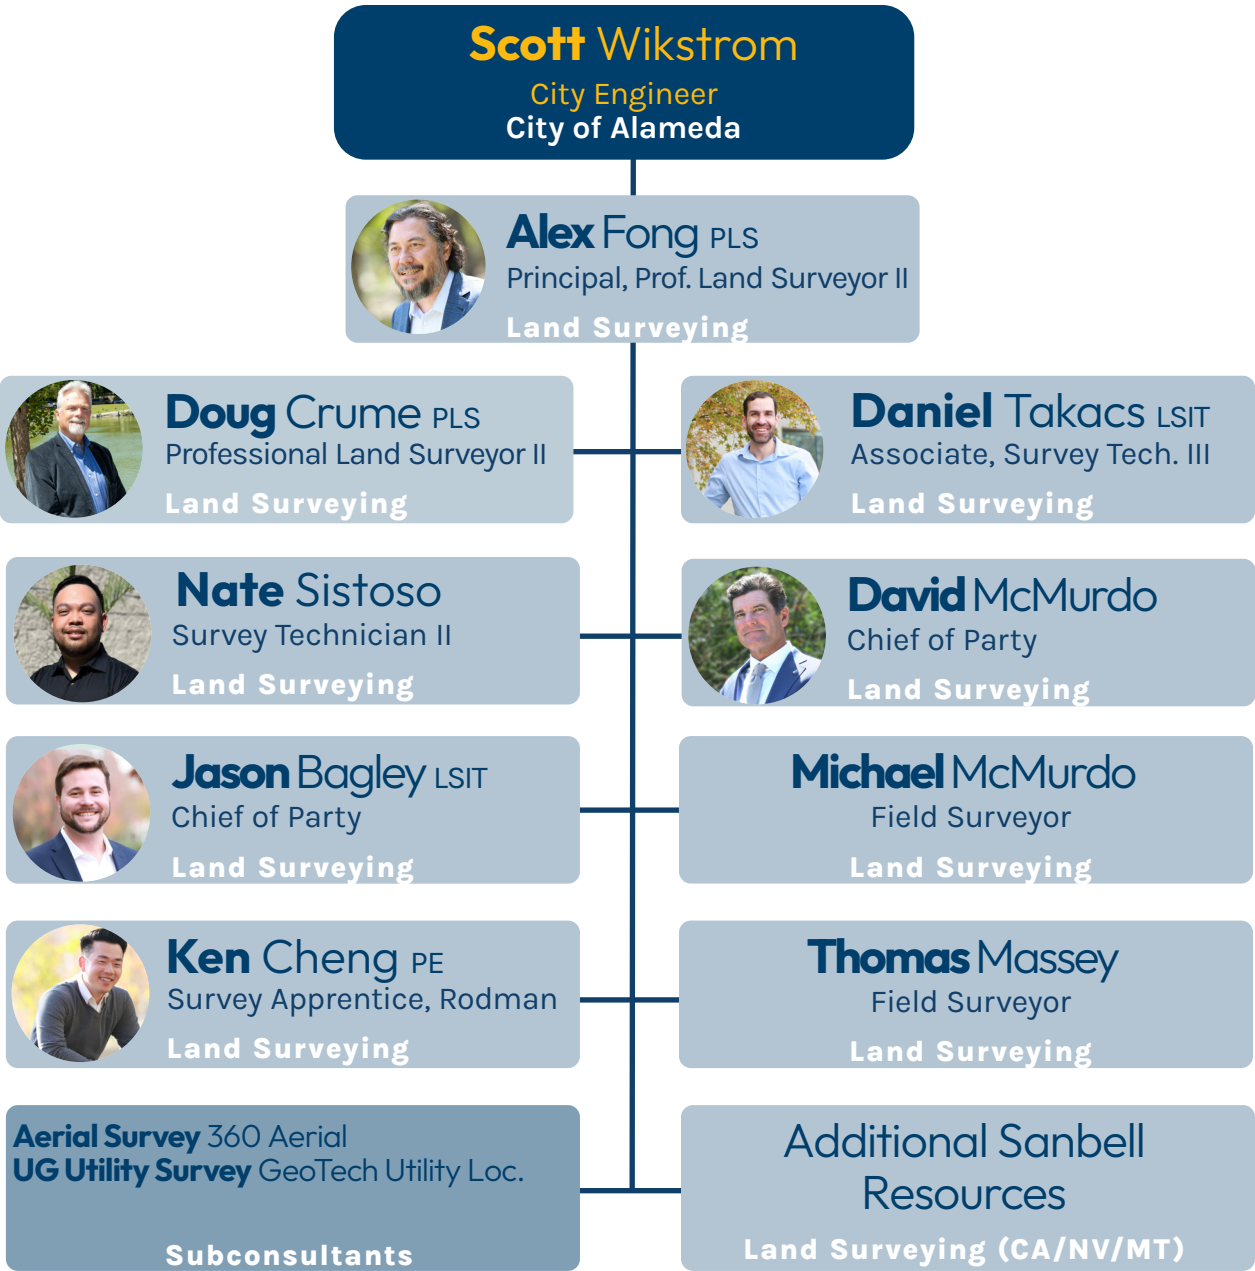 Scott Wikstrom
City Engineer
City of Alameda
Alex Fong PLS
Principal, Prof. Land Surveyor II
Land Surveying
Doug Crume PLS
Professional Land Surveyor II
Land Surveying
Daniel Takacs LSIT
Associate, Survey Tech. III
Land Surveying
Nate Sistoso
Survey Technician II
Land Surveying
David McMurdo
Chief of Party
Land Surveying
Jason Bagley LSIT
Chief of Party
Land Surveying
Michael McMurdo
Field Surveyor
Land Surveying
Ken Cheng PE
Survey Apprentice, Rodman
Land Surveying
Thomas Massey
Field Surveyor
Land Surveying
Aerial Survey 360 Aerial
UG Utility Survey GeoTech Utility Loc.
Subconsultants
Additional Sanbell
Resources
Land Surveying (CA/NV/MT)